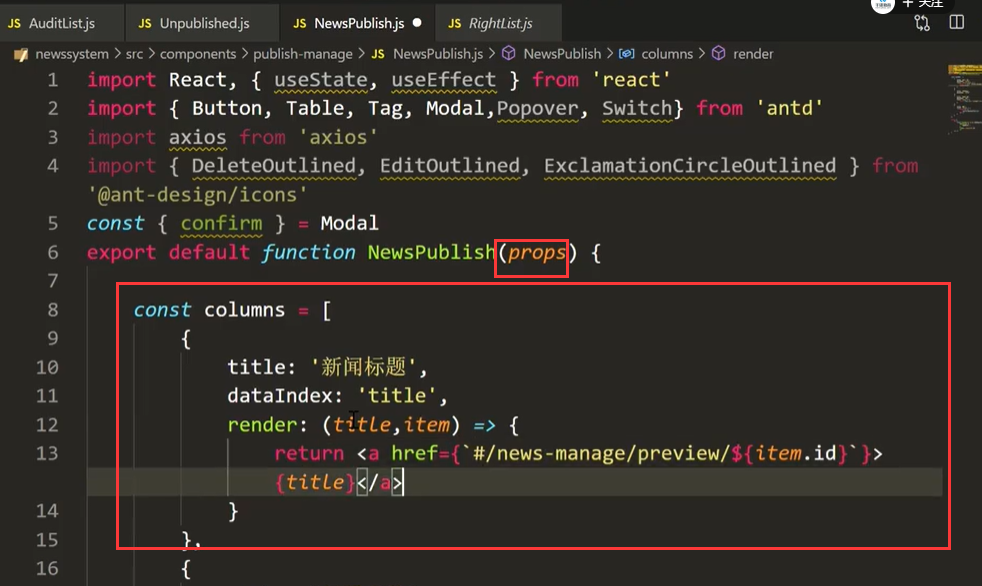 JS AuditList.js JS Unpublished.js JS NewsPublish.js ● JS RightList.js
+ 关注
newssystem > src > components > publish-manage > JS NewsPublish.js > NewsPublish > columns > render
1 import React, { useState, useEffect } from 'react'
2 import { Button, Table, Tag, Modal,Popover, Switch} from 'antd'
3 import axios from 'axios'
4 import { DeleteOutlined, EditOutlined, ExclamationCircleOutlined } from
'@ant-design/icons'
5 const { confirm } = Modal
6 export default function NewsPublish(props) {
7
8 const columns = [
9 {
10 title: '新闻标题',
11 dataIndex: 'title',
12 render: (title,item) => {
13 return <a href={`#/news-manage/preview/${item.id}`}>
{title}</a>
14 }
15 },
16 {